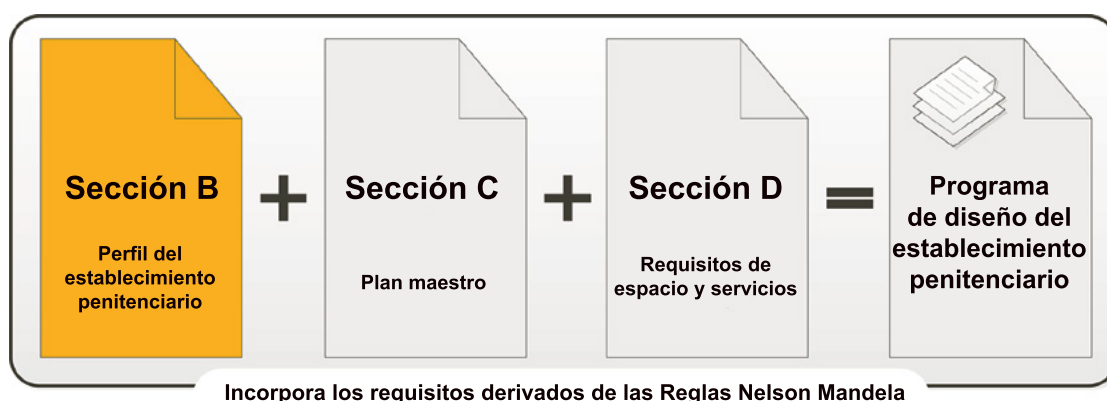 Sección B
Perfil del
establecimiento
penitenciario
+
Sección C
Plan maestro
+
Sección D
Requisitos de
espacio y servicios
=
Programa
de diseño del
establecimiento
penitenciario
Incorpora los requisitos derivados de las Reglas Nelson Mandela